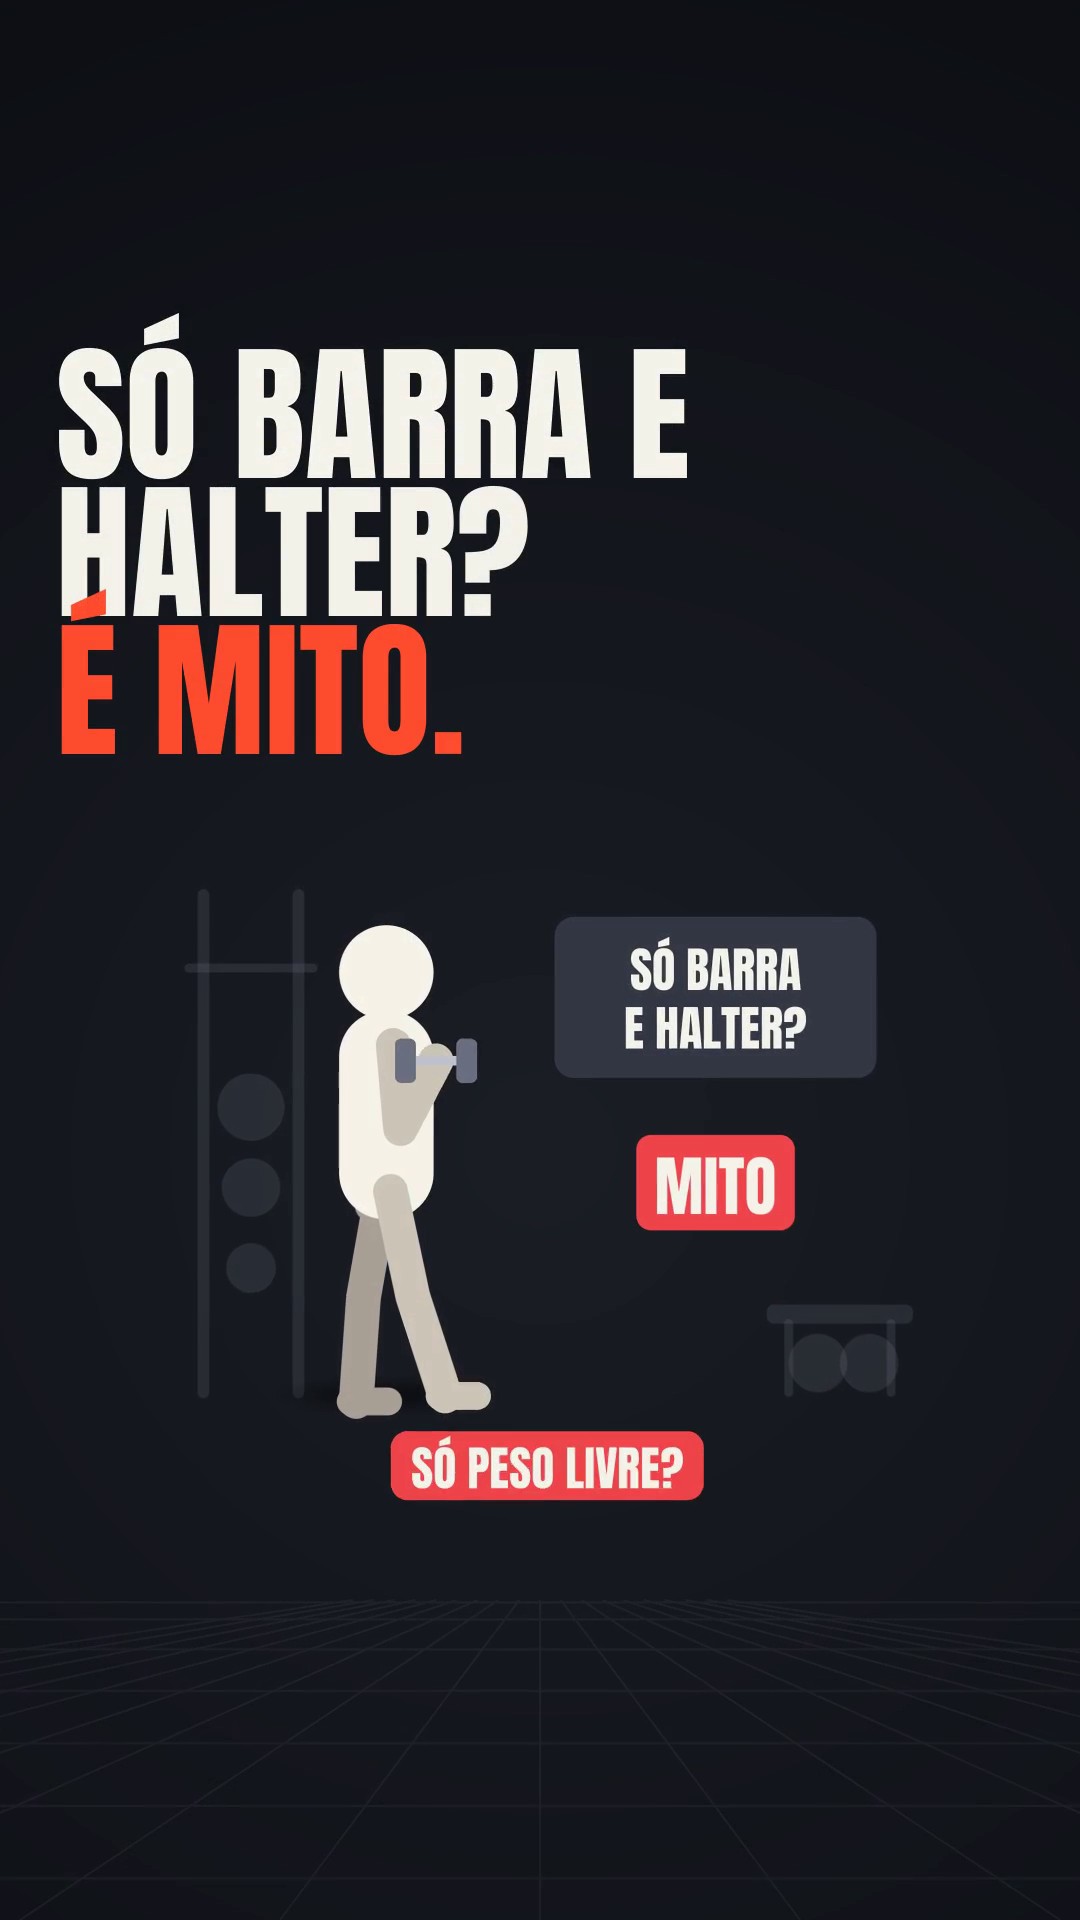 SÓ BARRA E
HALTER?
É MITO.
SÓ BARRA
E HALTER?
MITO
SÓ PESO LIVRE?